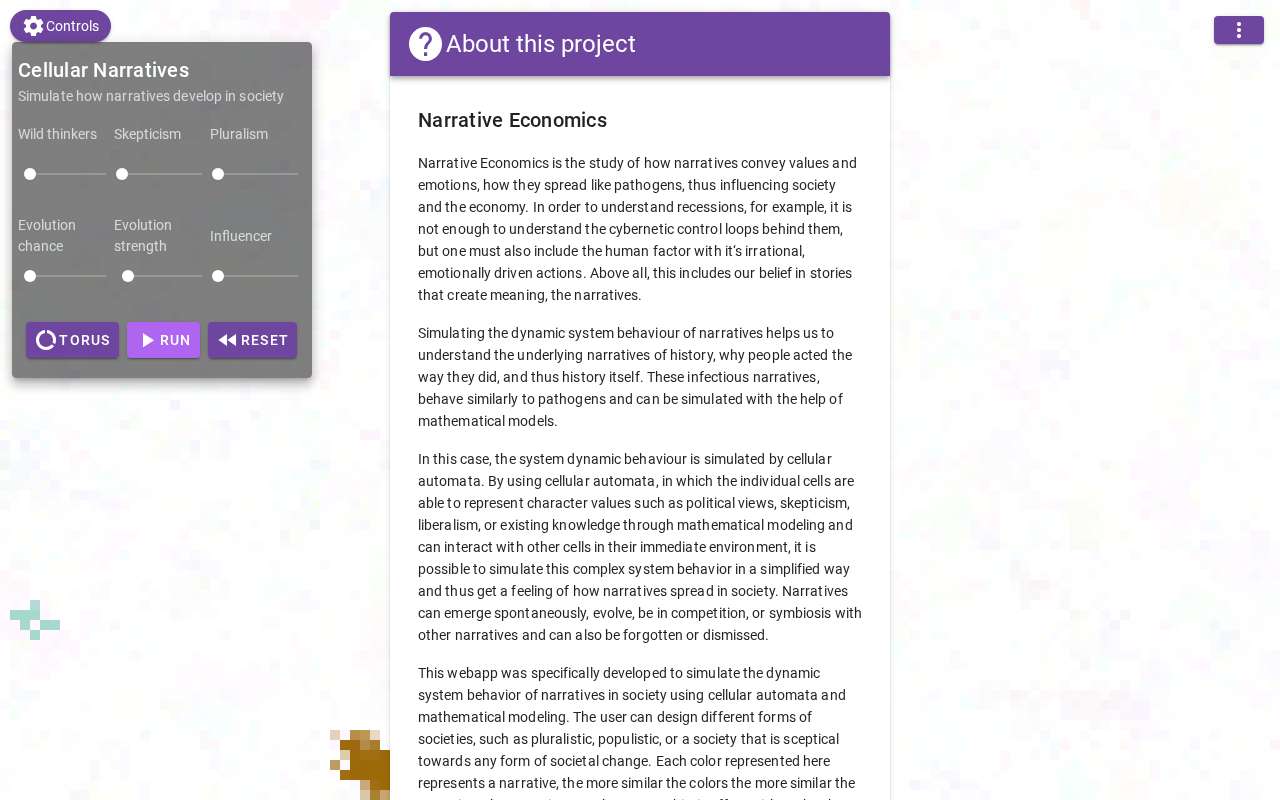 Controls
Cellular Narratives
Simulate how narratives develop in society
Wild thinkers
Skepticism
Pluralism
Evolution
chance
Evolution
strength
Influencer
TORUS
RUN
RESET
About this project
Narrative Economics
Narrative Economics is the study of how narratives convey values and
emotions, how they spread like pathogens, thus influencing society
and the economy. In order to understand recessions, for example, it is
not enough to understand the cybernetic control loops behind them,
but one must also include the human factor with it‘s irrational,
emotionally driven actions. Above all, this includes our belief in stories
that create meaning, the narratives.
Simulating the dynamic system behaviour of narratives helps us to
understand the underlying narratives of history, why people acted the
way they did, and thus history itself. These infectious narratives,
behave similarly to pathogens and can be simulated with the help of
mathematical models.
In this case, the system dynamic behaviour is simulated by cellular
automata. By using cellular automata, in which the individual cells are
able to represent character values such as political views, skepticism,
liberalism, or existing knowledge through mathematical modeling and
can interact with other cells in their immediate environment, it is
possible to simulate this complex system behavior in a simplified way
and thus get a feeling of how narratives spread in society. Narratives
can emerge spontaneously, evolve, be in competition, or symbiosis with
other narratives and can also be forgotten or dismissed.
This webapp was specifically developed to simulate the dynamic
system behavior of narratives in society using cellular automata and
mathematical modeling. The user can design different forms of
societies, such as pluralistic, populistic, or a society that is sceptical
towards any form of societal change. Each color represented here
represents a narrative, the more similar the colors the more similar the